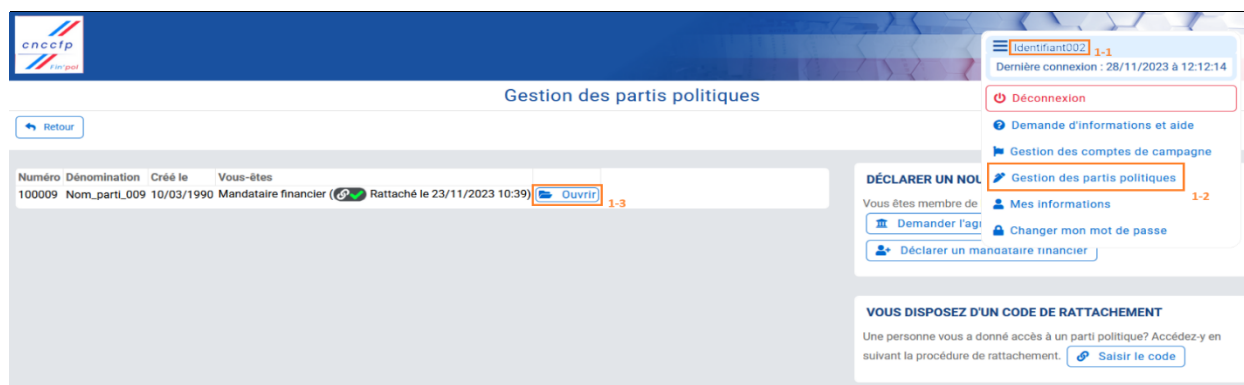 cnccfp
Fin'pol
Identifiant002 1-1
Dernière connexion : 28/11/2023 à 12:12:14
Gestion des partis politiques
Déconnexion
Retour
Demande d'informations et aide
Gestion des comptes de campagne
Gestion des partis politiques
1-2
Mes informations
Changer mon mot de passe
Numéro Dénomination Créé le Vous-êtes
100009 Nom_parti_009 10/03/1990 Mandataire financier ( Rattaché le 23/11/2023 10:39) Ouvrir
1-3
DÉCLARER UN NOU
Vous êtes membre de
Demander l'agr
Déclarer un mandataire financier
VOUS DISPOSEZ D'UN CODE DE RATTACHEMENT
Une personne vous a donné accès à un parti politique? Accédez-y en
suivant la procédure de rattachement. Saisir le code